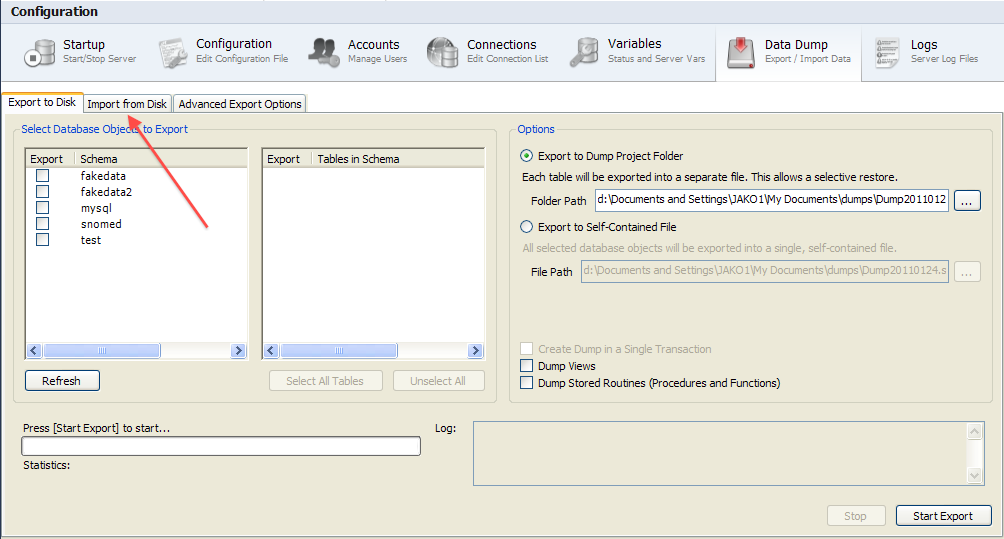 Configuration
Startup
Start/Stop Server
Configuration
Edit Configuration File
Accounts
Manage Users
Connections
Edit Connection List
Variables
Status and Server Vars
Data Dump
Export / Import Data
Logs
Server Log Files
Export to Disk
Import from Disk
Advanced Export Options
Select Database Objects to Export
Export Schema
fakedata
fakedata2
mysql
snomed
test
Export Tables in Schema
Refresh
Select All Tables
Unselect All
Options
Export to Dump Project Folder
Each table will be exported into a separate file. This allows a selective restore.
Folder Path d:\Documents and Settings\JAKO1\My Documents\dumps\Dump2011012 ...
Export to Self-Contained File
All selected database objects will be exported into a single, self-contained file.
File Path d:\Documents and Settings\JAKO1\My Documents\dumps\Dump20110124.s ...
Create Dump in a Single Transaction
Dump Views
Dump Stored Routines (Procedures and Functions)
Press [Start Export] to start...
Statistics:
Log:
Stop
Start Export